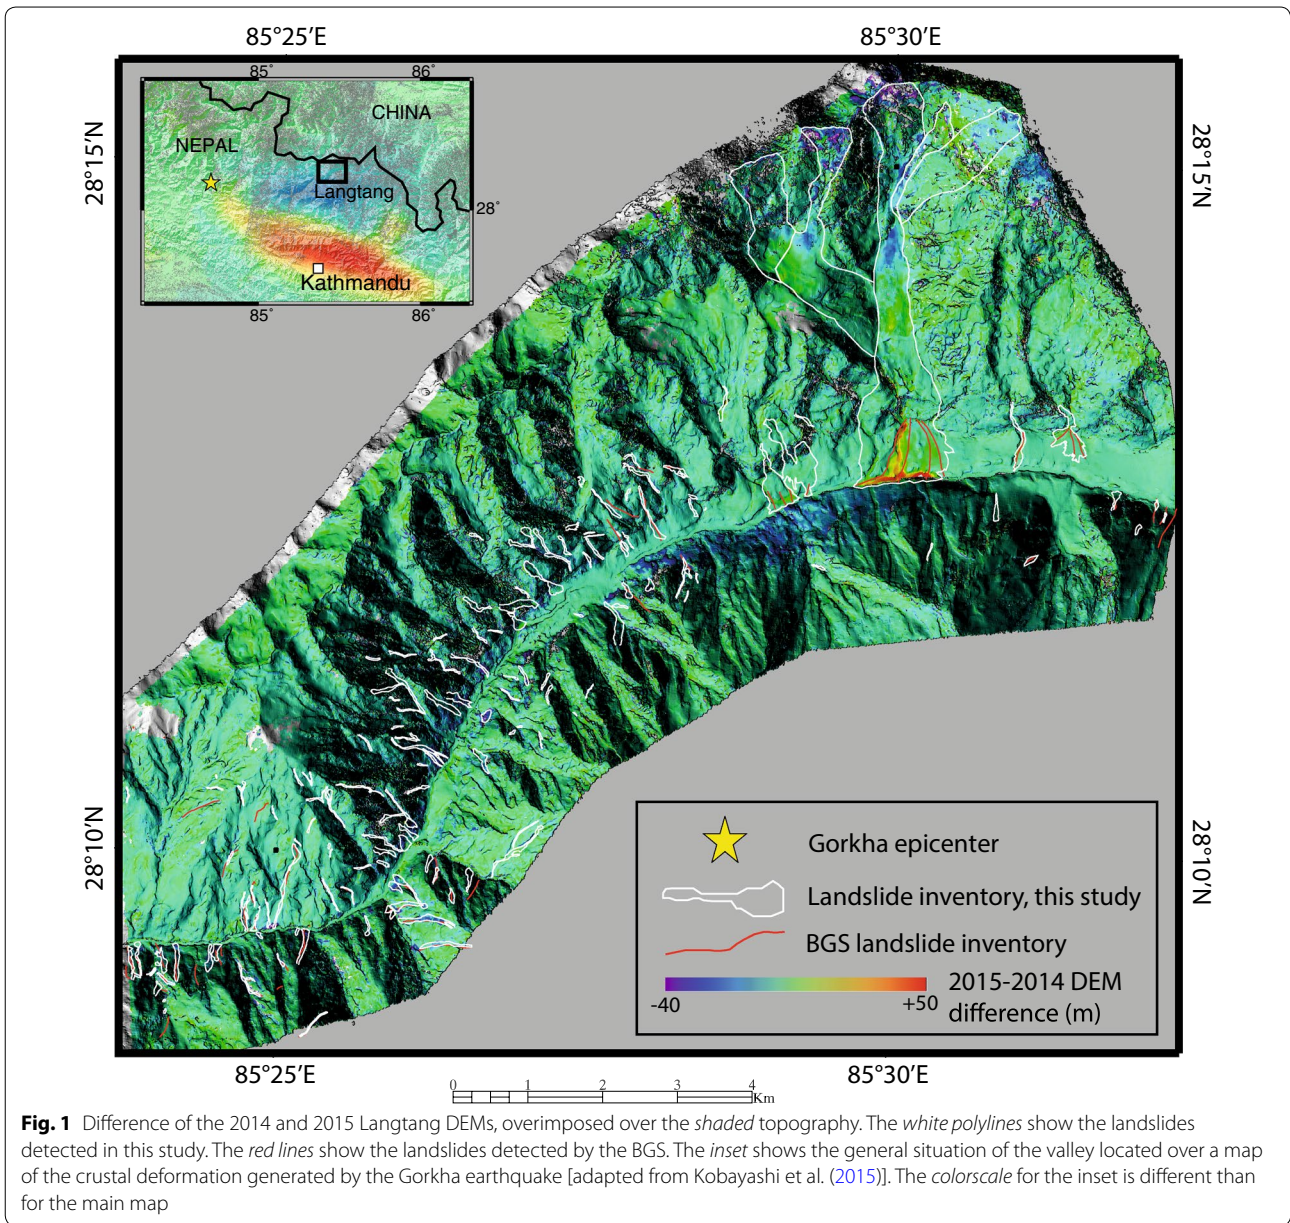 85°25'E
85°30'E
28°15'N
28°15'N
85°
86°
CHINA
NEPAL
Langtang
28°
Kathmandu
85°
86°
28°10'N
28°10'N
Gorkha epicenter
Landslide inventory, this study
BGS landslide inventory
2015-2014 DEM
-40
+50
difference (m)
85°25'E
85°30'E
0 1 2 3 4
Km
Fig. 1 Difference of the 2014 and 2015 Langtang DEMs, overimposed over the shaded topography. The white polylines show the landslides
detected in this study. The red lines show the landslides detected by the BGS. The inset shows the general situation of the valley located over a map
of the crustal deformation generated by the Gorkha earthquake [adapted from Kobayashi et al. (2015)]. The colorscale for the inset is different than
for the main map